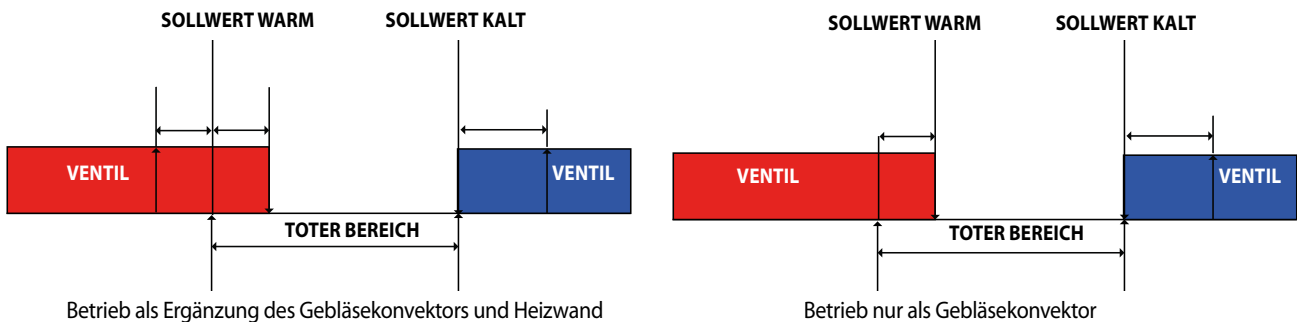 SOLLWERT WARM SOLLWERT KALT
VENTIL VENTIL
TOTER BEREICH
Betrieb als Ergänzung des Gebläsekonvektors und Heizwand
SOLLWERT WARM SOLLWERT KALT
VENTIL VENTIL
TOTER BEREICH
Betrieb nur als Gebläsekonvektor